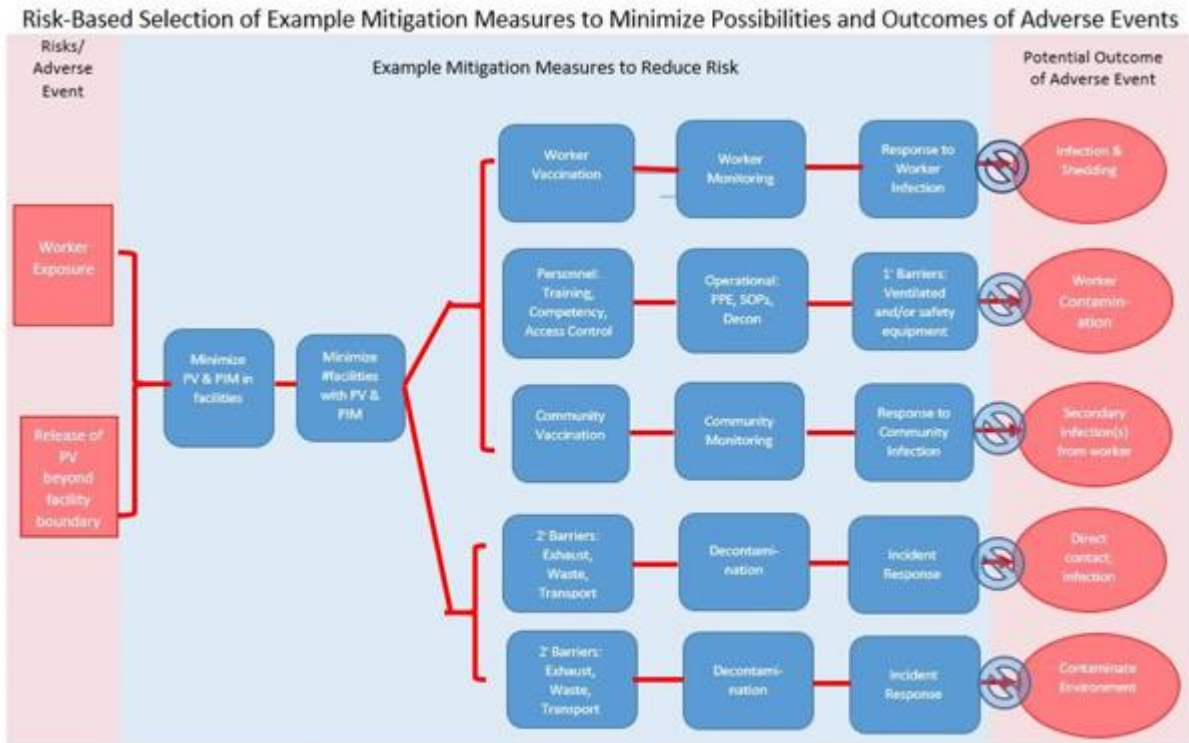 Risk-Based Selection of Example Mitigation Measures to Minimize Possibilities and Outcomes of Adverse Events
Risks/
Adverse
Event
Example Mitigation Measures to Reduce Risk
Potential Outcome
of Adverse Event
Worker
Exposure
Release of
PV
beyond
facility
boundary
Minimize
PV & PIM in
facilities
Minimize
#facilities
with PV &
PIM
Worker
Vaccination
Worker
Monitoring
Response to
Worker
Infection
Infection &
Shedding
Personnel:
Training,
Competency,
Access Control
Operational:
PPE, SOPs,
Decon
1' Barriers:
Ventilated
and/or safety
equipment
Worker
Contamin-
ation
Community
Vaccination
Community
Monitoring
Response to
Community
Infection
Secondary
infection(s)
from worker
2' Barriers:
Exhaust,
Waste,
Transport
Decontami-
nation
Incident
Response
Direct
contact,
infection
2' Barriers:
Exhaust,
Waste,
Transport
Decontami-
nation
Incident
Response
Contaminate
Environment